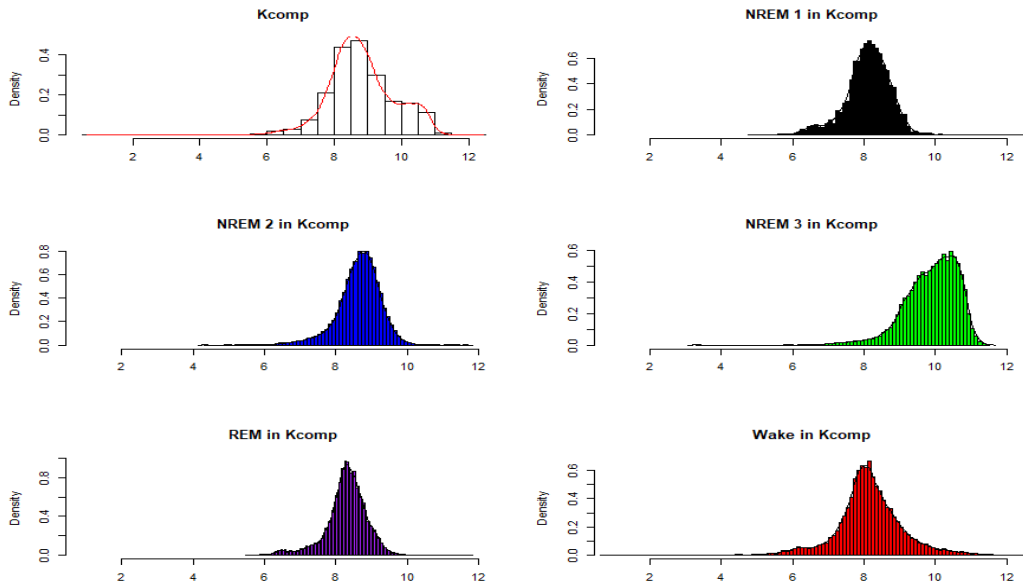 Kcomp
Density
0.0 0.2 0.4
2 4 6 8 10 12
NREM 1 in Kcomp
Density
0.0 0.2 0.4 0.6
2 4 6 8 10 12
NREM 2 in Kcomp
Density
0.0 0.2 0.4 0.6 0.8
2 4 6 8 10 12
NREM 3 in Kcomp
Density
0.0 0.2 0.4 0.6
2 4 6 8 10 12
REM in Kcomp
Density
0.0 0.4 0.8
2 4 6 8 10 12
Wake in Kcomp
Density
0.0 0.2 0.4 0.6
2 4 6 8 10 12